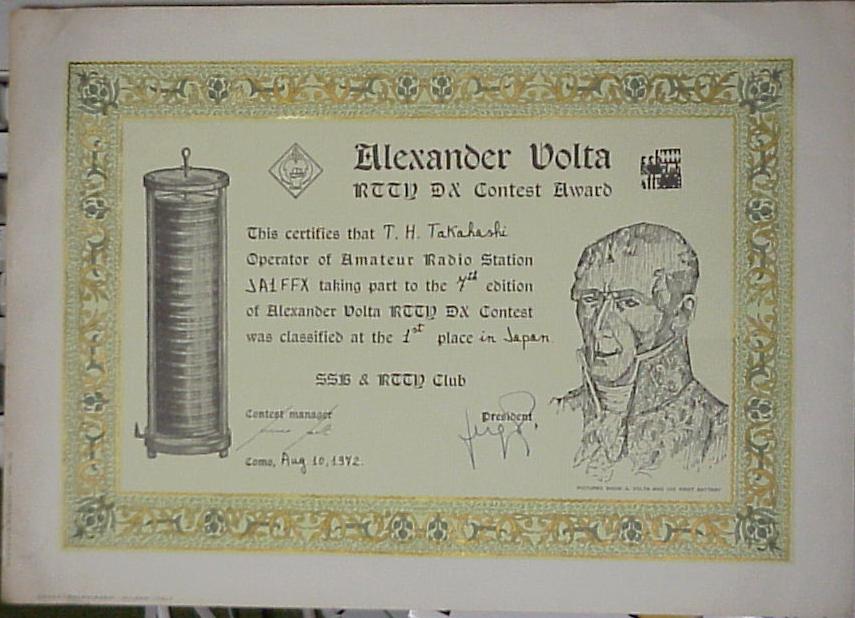 Alexander Volta
RTTY DX Contest Award
This certifies that T. H. Takahashi
Operator of Amateur Radio Station
JA1FFX taking part to the 7th edition
of Alexander Volta RTTY DX Contest
was classified at the 1st place in Japan.
SSB & RTTY Club
Contest manager
President
Como, Aug 10, 1972.
PICTURES SHOW A. VOLTA AND HIS FIRST BATTERY